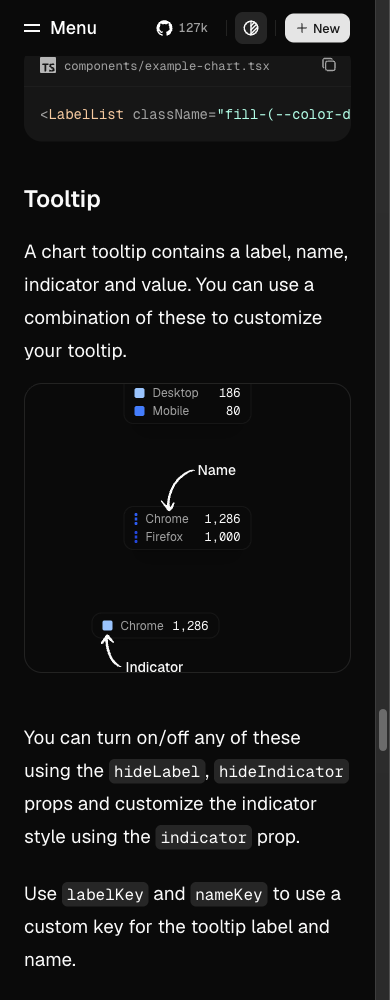 Menu 127k + New
TS components/example-chart.tsx
<LabelList className="fill-(--color-d
Tooltip
A chart tooltip contains a label, name,
indicator and value. You can use a
combination of these to customize
your tooltip.
Desktop 186
Mobile 80
Name
Chrome 1,286
Firefox 1,000
Chrome 1,286
Indicator
You can turn on/off any of these
using the hideLabel, hideIndicator
props and customize the indicator
style using the indicator prop.
Use labelKey and nameKey to use a
custom key for the tooltip label and
name.